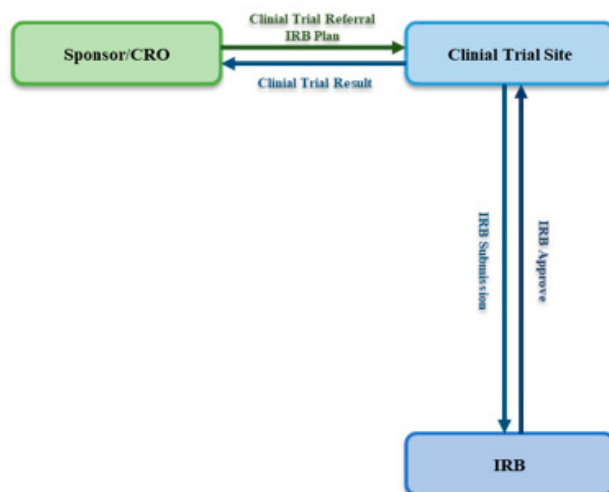 Clinial Trial Referral
IRB Plan
Sponsor/CRO
Clinial Trial Site
Clinial Trial Result
IRB Submission
IRB Approve
IRB